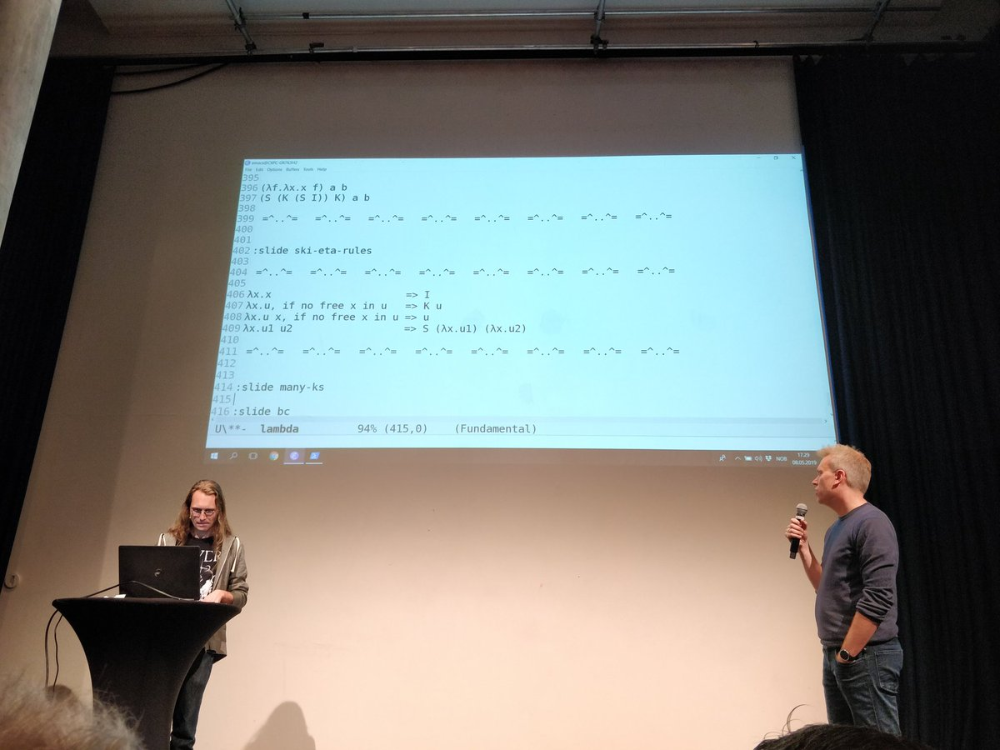 emacs@CXPC-G87N2H2
File Edit Options Buffers Tools Help
395
396 (λf.λx.x f) a b
397 (S (K (S I)) K) a b
398
399 =^..^= =^..^= =^..^= =^..^= =^..^= =^..^= =^..^= =^..^=
400
401
402 :slide ski-eta-rules
403
404 =^..^= =^..^= =^..^= =^..^= =^..^= =^..^= =^..^= =^..^=
405
406 λx.x => I
407 λx.u, if no free x in u => K u
408 λx.u x, if no free x in u => u
409 λx.u1 u2 => S (λx.u1) (λx.u2)
410
411 =^..^= =^..^= =^..^= =^..^= =^..^= =^..^= =^..^= =^..^=
412
413
414 :slide many-ks
415
416 :slide bc
U\**- lambda 94% (415,0) (Fundamental)
NOB
17.29
08.05.2019